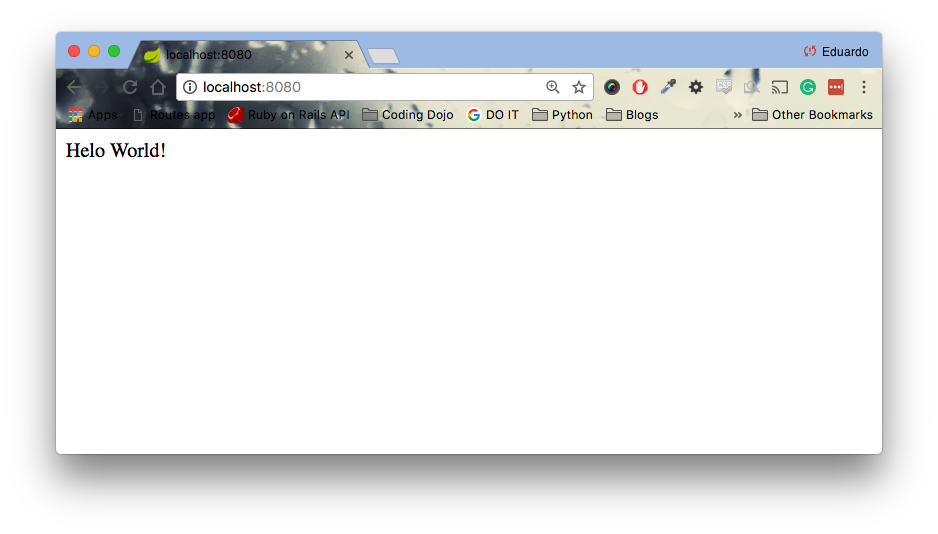 localhost:8080
Eduardo
localhost:8080
Apps Routes app Ruby on Rails API Coding Dojo DO IT Python Blogs » Other Bookmarks
Helo World!